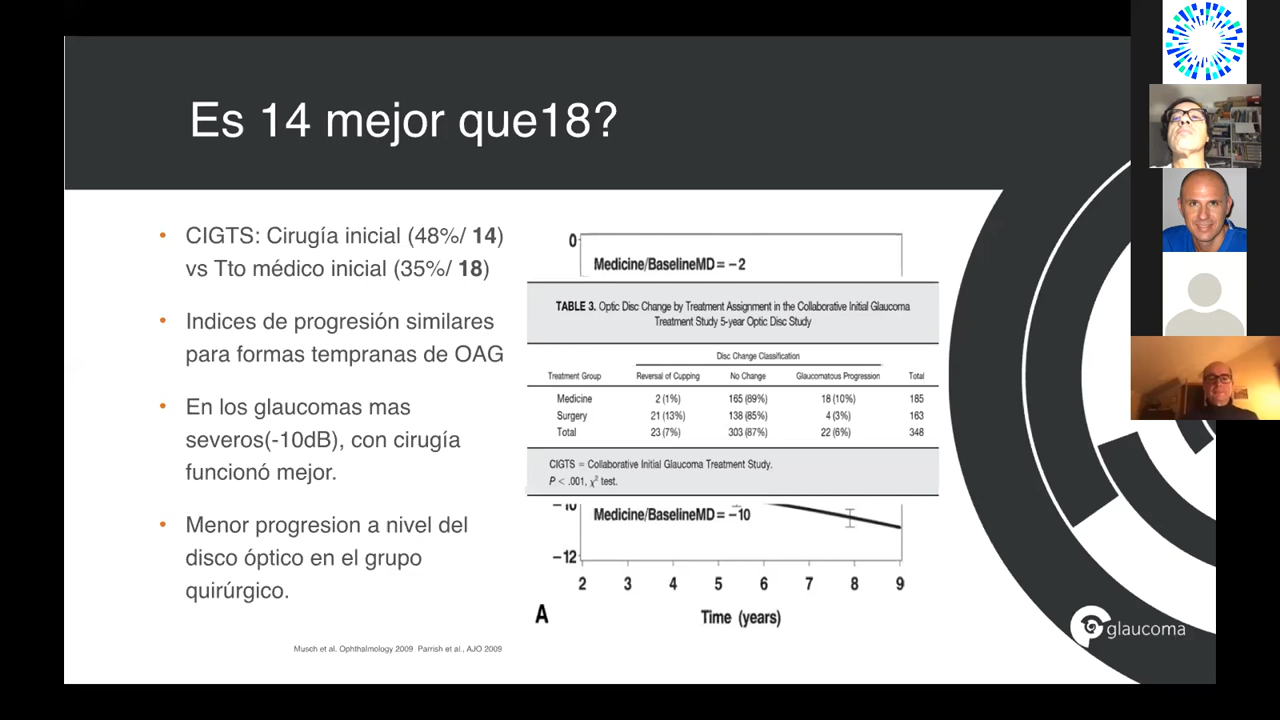 Es 14 mejor que18?
• CIGTS: Cirugía inicial (48%/ 14)
vs Tto médico inicial (35%/ 18)
• Indices de progresión similares
para formas tempranas de OAG
• En los glaucomas mas
severos(-10dB), con cirugía
funcionó mejor.
• Menor progresion a nivel del
disco óptico en el grupo
quirúrgico.
Musch et al. Ophthalmology 2009 Parrish et al., AJO 2009
0
Medicine/BaselineMD = −2
TABLE 3. Optic Disc Change by Treatment Assignment in the Collaborative Initial Glaucoma
Treatment Study 5-year Optic Disc Study
Disc Change Classification
Treatment Group Reversal of Cupping No Change Glaucomatous Progression Total
Medicine 2 (1%) 165 (89%) 18 (10%) 185
Surgery 21 (13%) 138 (85%) 4 (3%) 163
Total 23 (7%) 303 (87%) 22 (6%) 348
CIGTS = Collaborative Initial Glaucoma Treatment Study.
P < .001, χ² test.
−10
Medicine/BaselineMD = −10
−12
2 3 4 5 6 7 8 9
A
Time (years)
glaucoma